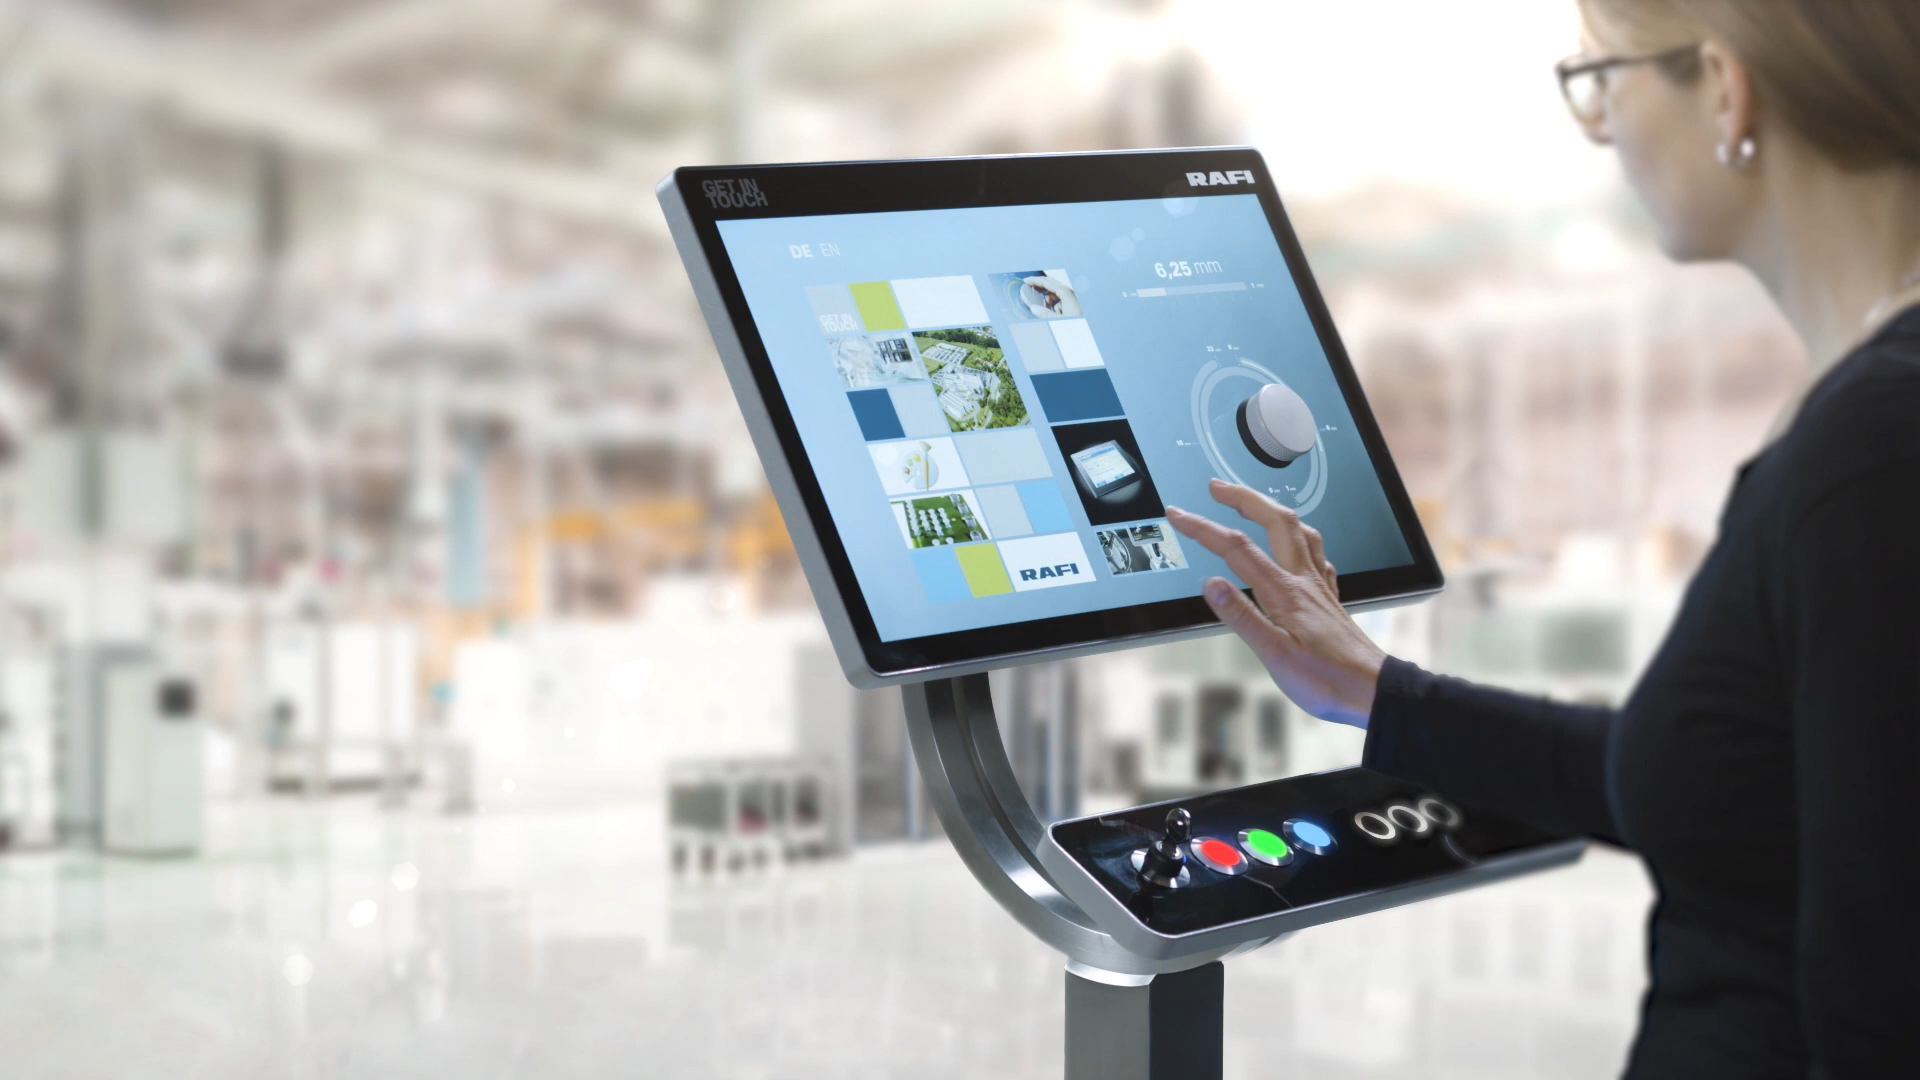 GET IN
TOUCH
RAFI
DE EN
6,25 mm
GET IN
TOUCH
RAFI